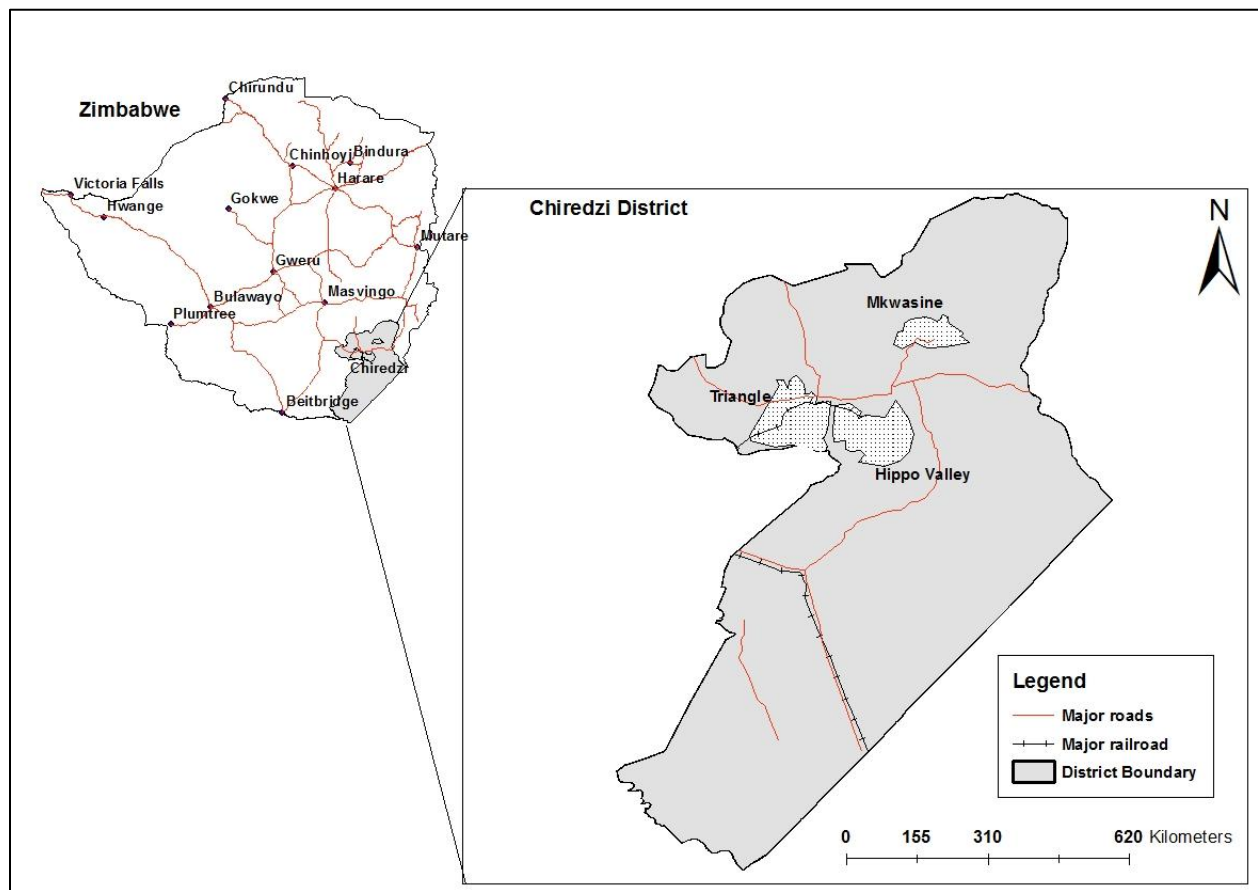 Zimbabwe
Chirundu
Chinhoyi
Bindura
Harare
Victoria Falls
Hwange
Gokwe
Mutare
Gweru
Bulawayo
Masvingo
Plumtree
Chiredzi
Beitbridge
Chiredzi District
N
Mkwasine
Triangle
Hippo Valley
Legend
Major roads
Major railroad
District Boundary
0 155 310 620 Kilometers